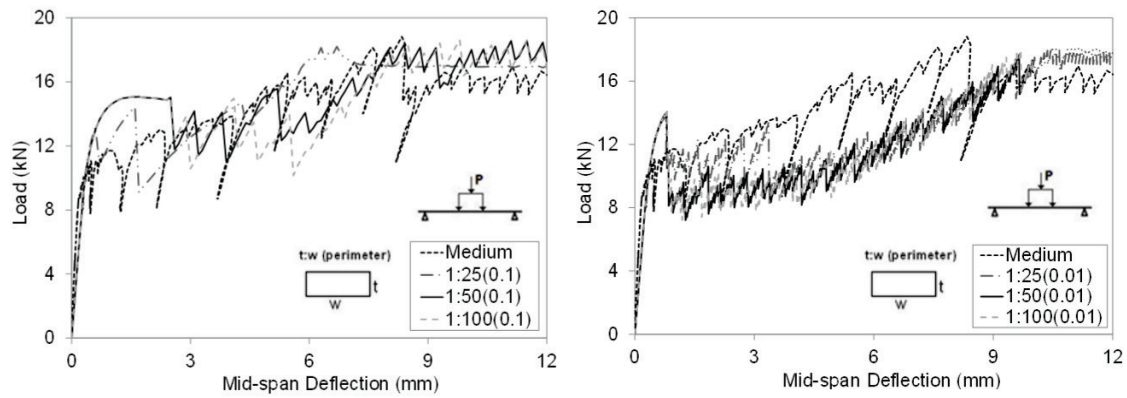 20
16
12
8
4
0
Load (kN)
P
t:w (perimeter)
t
w
Medium
1:25(0.1)
1:50(0.1)
1:100(0.1)
0
3
6
9
12
Mid-span Deflection (mm)
20
16
12
8
4
0
Load (kN)
P
t:w (perimeter)
t
w
Medium
1:25(0.01)
1:50(0.01)
1:100(0.01)
0
3
6
9
12
Mid-span Deflection (mm)